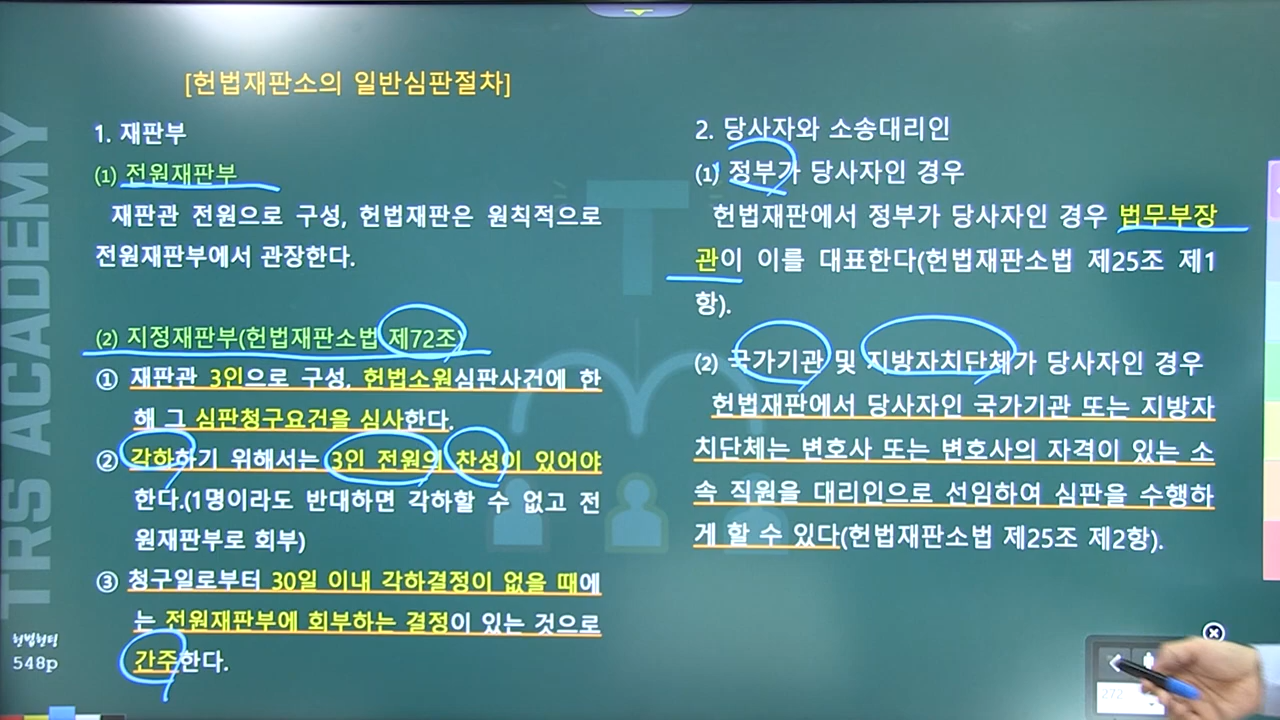 [헌법재판소의 일반심판절차]
1. 재판부
(1) 전원재판부
재판관 전원으로 구성, 헌법재판은 원칙적으로
전원재판부에서 관장한다.
(2) 지정재판부(헌법재판소법 제72조)
① 재판관 3인으로 구성, 헌법소원심판사건에 한
해 그 심판청구요건을 심사한다.
② 각하하기 위해서는 3인 전원의 찬성이 있어야
한다.(1명이라도 반대하면 각하할 수 없고 전
원재판부로 회부)
③ 청구일로부터 30일 이내 각하결정이 없을 때에
는 전원재판부에 회부하는 결정이 있는 것으로
간주한다.
2. 당사자와 소송대리인
(1) 정부가 당사자인 경우
헌법재판에서 정부가 당사자인 경우 법무부장
관이 이를 대표한다(헌법재판소법 제25조 제1
항).
(2) 국가기관 및 지방자치단체가 당사자인 경우
헌법재판에서 당사자인 국가기관 또는 지방자
치단체는 변호사 또는 변호사의 자격이 있는 소
속 직원을 대리인으로 선임하여 심판을 수행하
게 할 수 있다(헌법재판소법 제25조 제2항).
TRS ACADEMY
헌법헌팅
548p
272